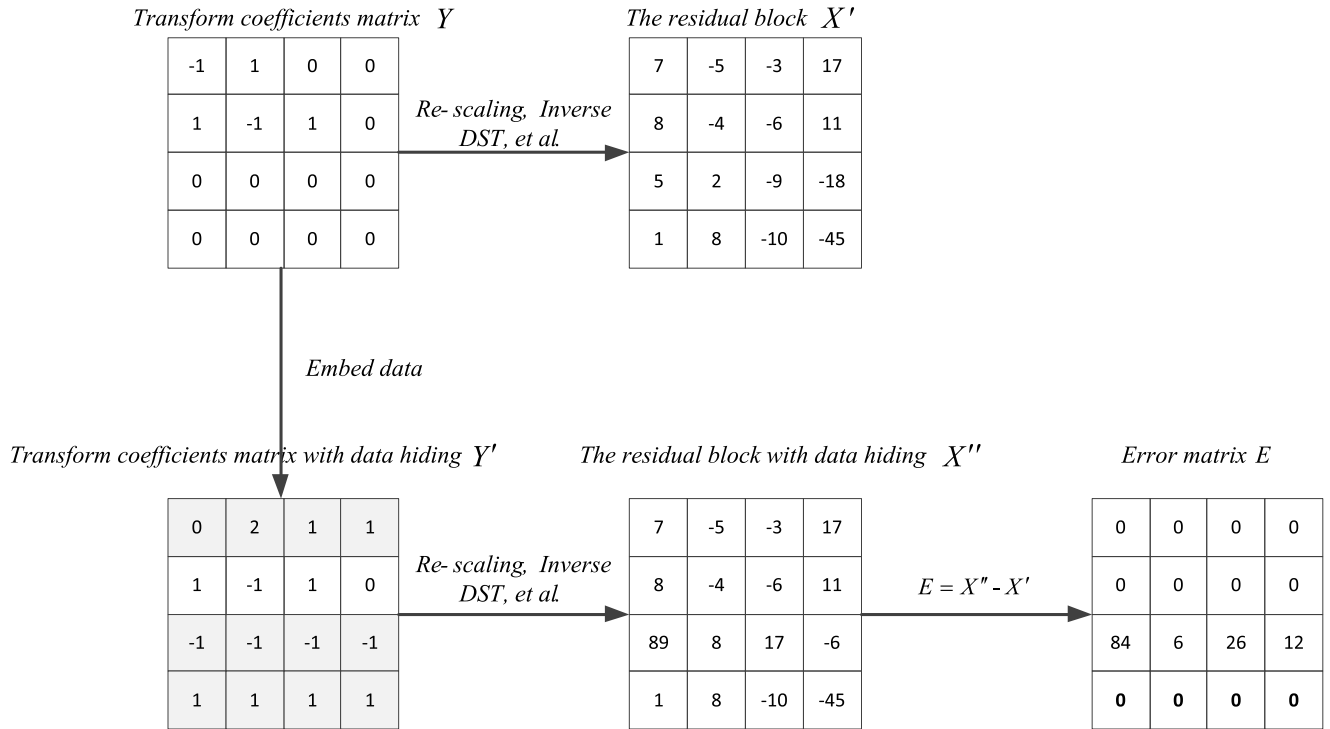 Transform coefficients matrix Y
The residual block X′
-1 1 0 0
1 -1 1 0
0 0 0 0
0 0 0 0
Re- scaling, Inverse
DST, et al.
7 -5 -3 17
8 -4 -6 11
5 2 -9 -18
1 8 -10 -45
Embed data
Transform coefficients matrix with data hiding Y′
The residual block with data hiding X″
Error matrix E
0 2 1 1
1 -1 1 0
-1 -1 -1 -1
1 1 1 1
Re- scaling, Inverse
DST, et al.
7 -5 -3 17
8 -4 -6 11
89 8 17 -6
1 8 -10 -45
E = X″ - X′
0 0 0 0
0 0 0 0
84 6 26 12
0 0 0 0